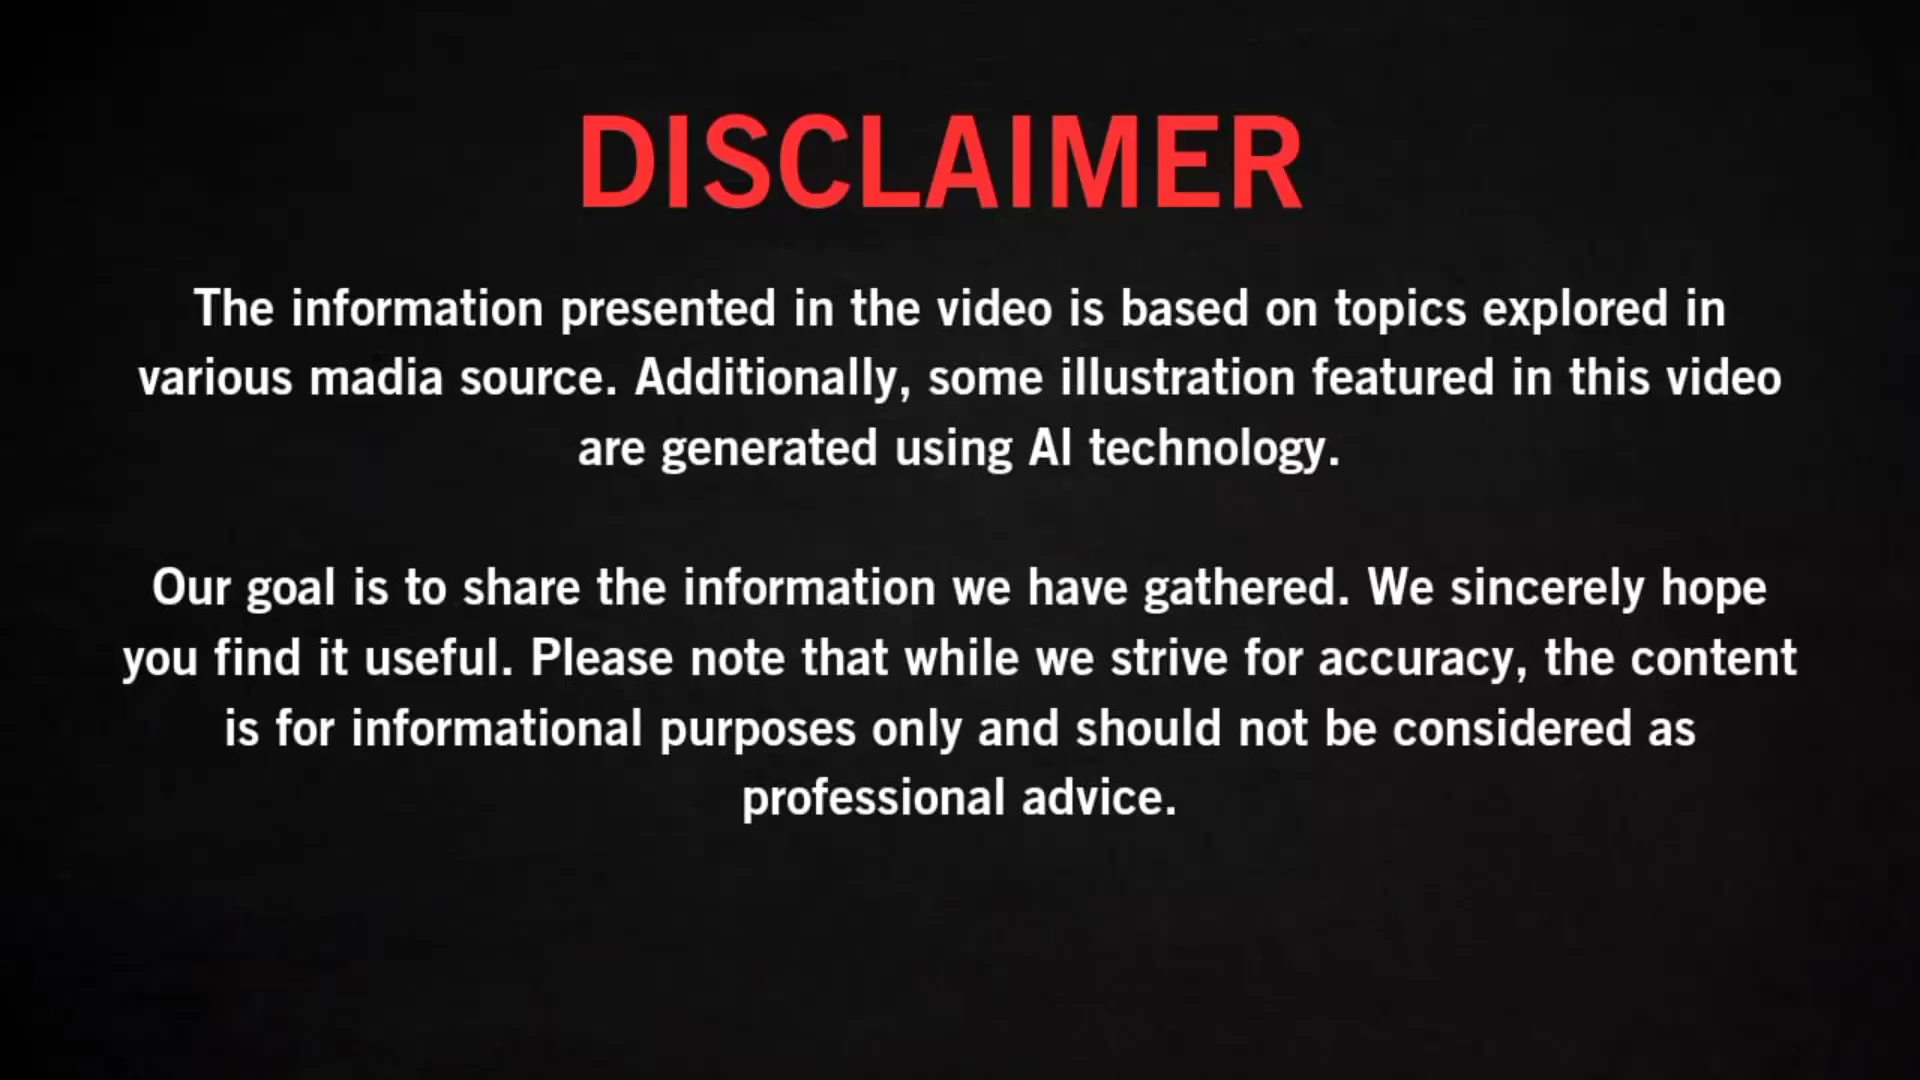 DISCLAIMER
The information presented in the video is based on topics explored in
various madia source. Additionally, some illustration featured in this video
are generated using AI technology.
Our goal is to share the information we have gathered. We sincerely hope
you find it useful. Please note that while we strive for accuracy, the content
is for informational purposes only and should not be considered as
professional advice.